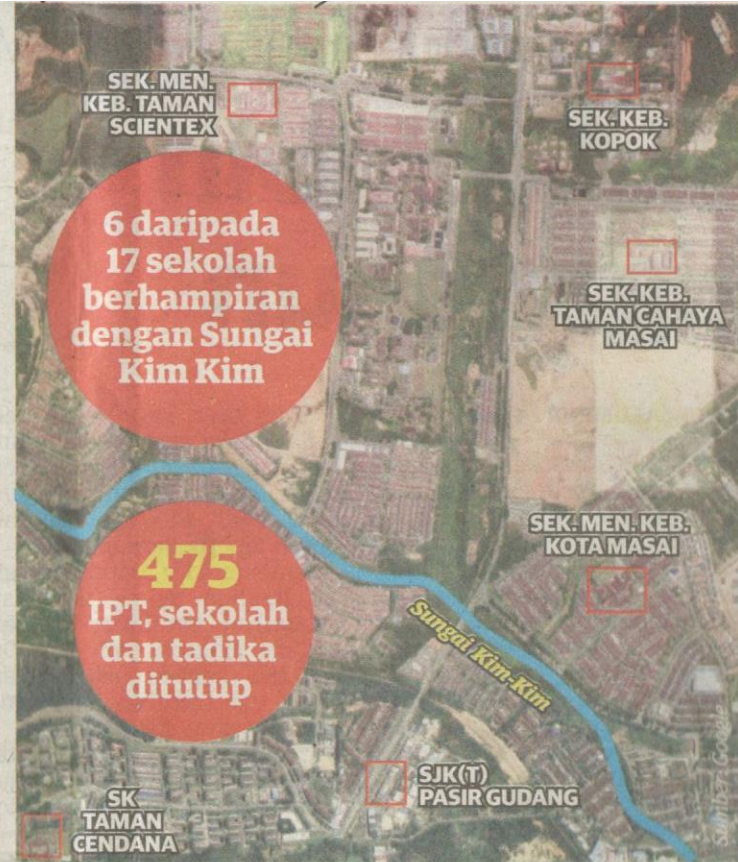 SEK. MEN.
KEB. TAMAN
SCIENTEX
SEK. KEB.
KOPOK
6 daripada
17 sekolah
berhampiran
dengan Sungai
Kim Kim
SEK. KEB.
TAMAN CAHAYA
MASAI
SEK. MEN. KEB.
KOTA MASAI
475
IPT, sekolah
dan tadika
ditutup
Sungai Kim-Kim
SJK(T)
PASIR GUDANG
SK
TAMAN
CENDANA
Sumber: Google